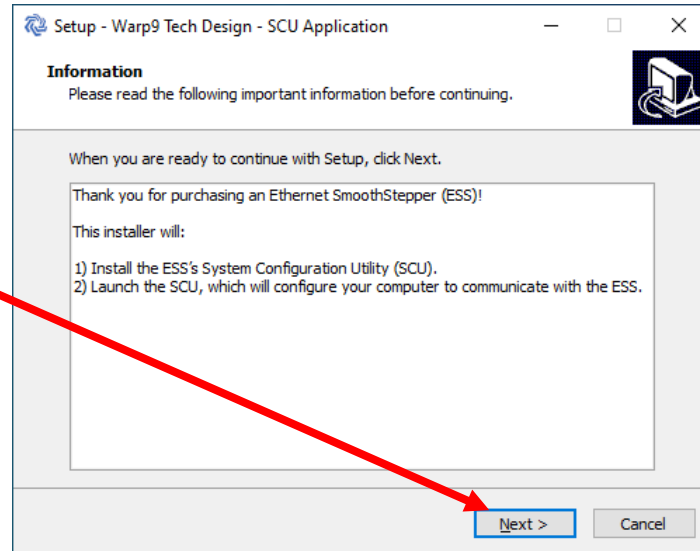 Setup - Warp9 Tech Design - SCU Application
Information
Please read the following important information before continuing.
When you are ready to continue with Setup, click Next.
Thank you for purchasing an Ethernet SmoothStepper (ESS)!
This installer will:
1) Install the ESS's System Configuration Utility (SCU).
2) Launch the SCU, which will configure your computer to communicate with the ESS.
Next >
Cancel